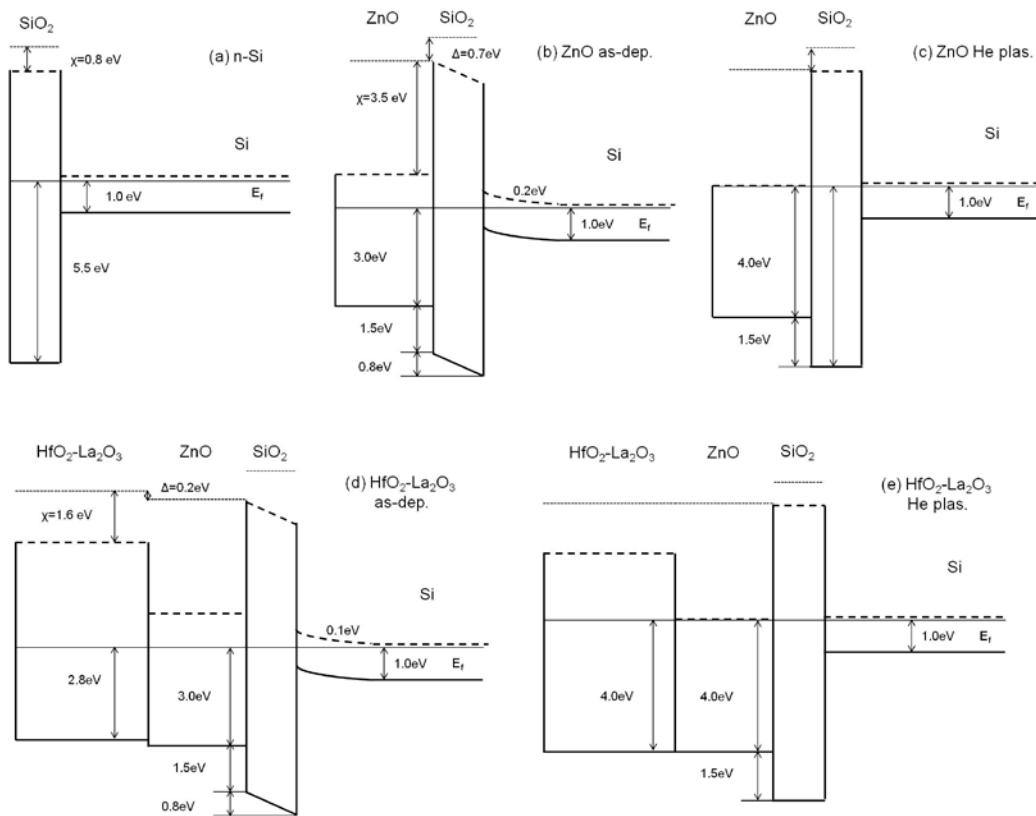 SiO2
(a) n-Si
χ=0.8 eV
Si
1.0 eV
Ef
5.5 eV
ZnO SiO2
(b) ZnO as-dep.
Δ=0.7eV
χ=3.5 eV
Si
0.2eV
1.0eV
Ef
3.0eV
1.5eV
0.8eV
ZnO SiO2
(c) ZnO He plas.
Si
1.0eV
Ef
4.0eV
1.5eV
HfO2-La2O3 ZnO SiO2
(d) HfO2-La2O3
as-dep.
Δ=0.2eV
χ=1.6 eV
Si
0.1eV
1.0eV
Ef
2.8eV
3.0eV
1.5eV
0.8eV
HfO2-La2O3 ZnO SiO2
(e) HfO2-La2O3
He plas.
Si
1.0eV
Ef
4.0eV 4.0eV
1.5eV